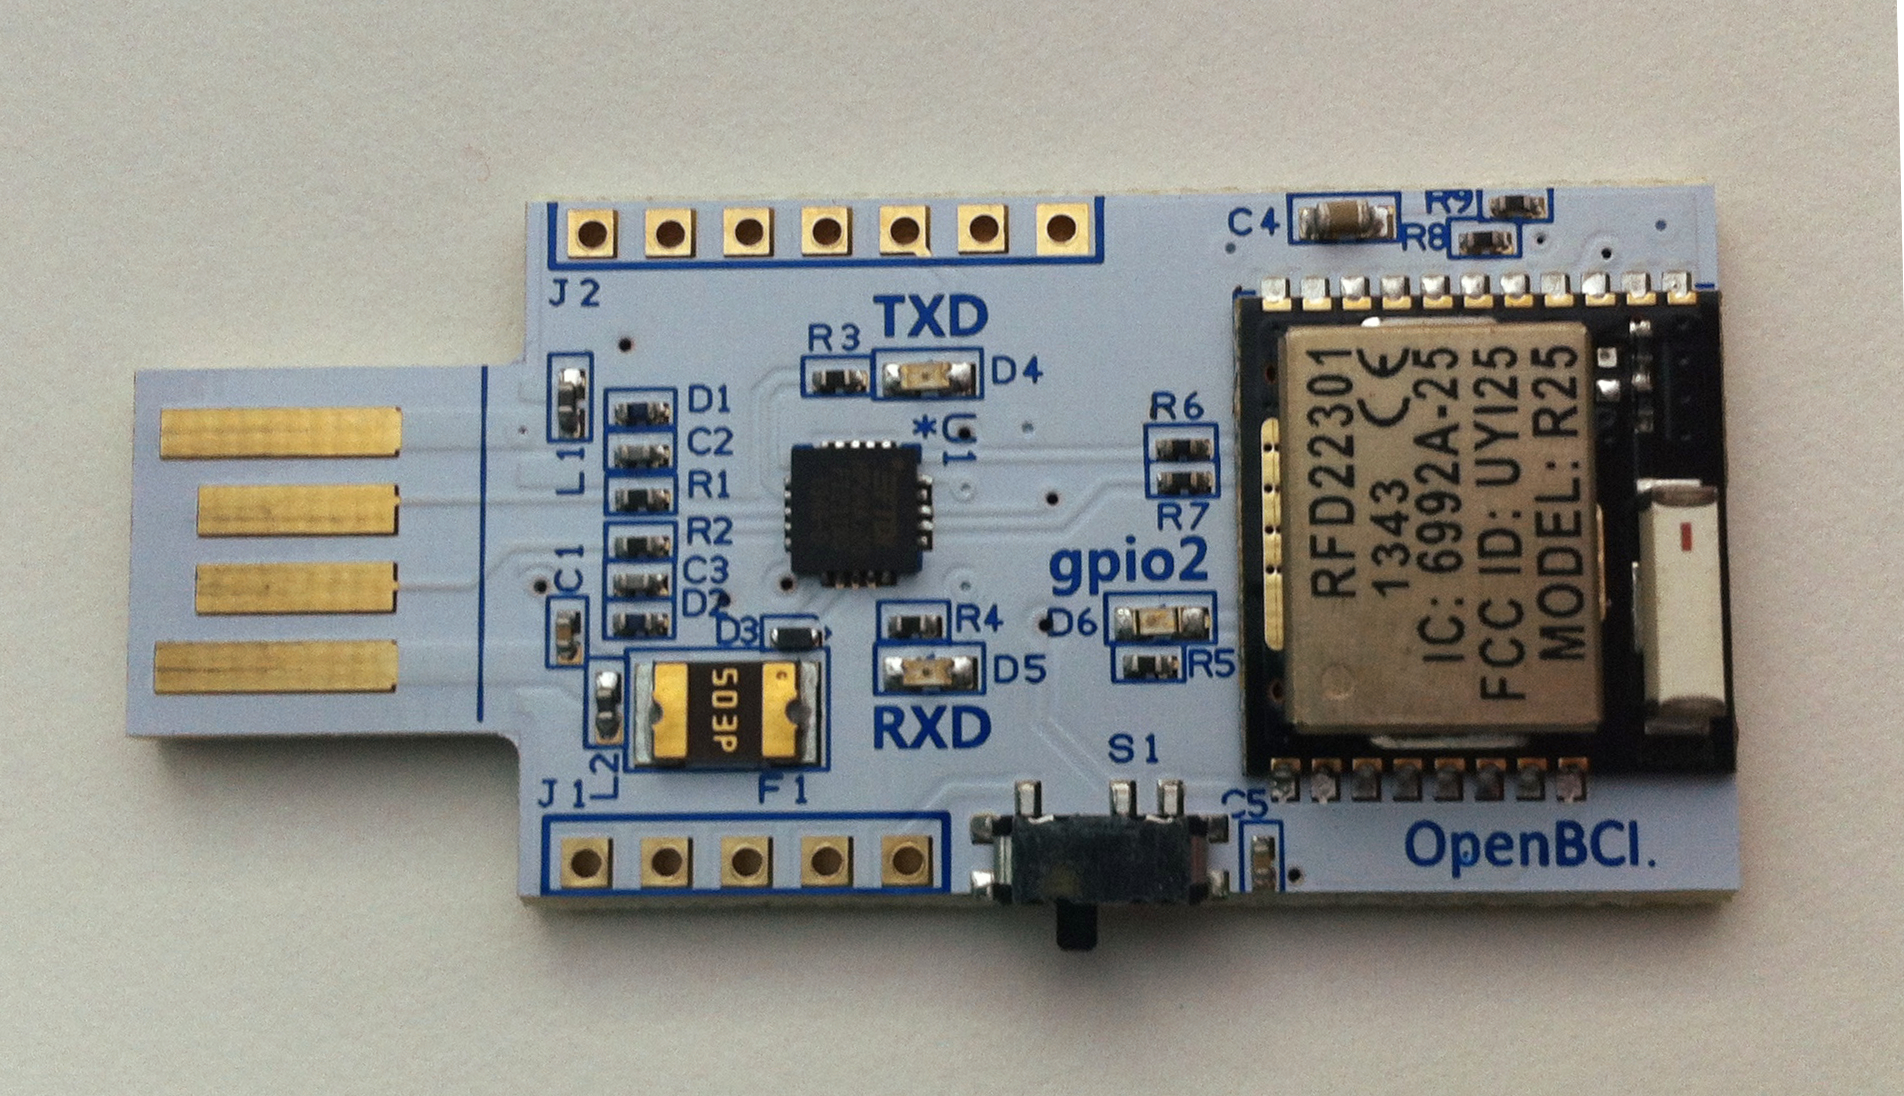 J2
TXD
R3
D4
C4
R9
R8
L1
D1
C2
R1
R2
C3
D2
D3
C1
*U1
R6
R7
gpio2
D6
R5
R4
D5
RXD
S03P
F1
L2
J1
S1
C5
RFD22301
1343 CE
IC: 6992A-25
FCC ID: UYI25
MODEL: R25
OpenBCI.